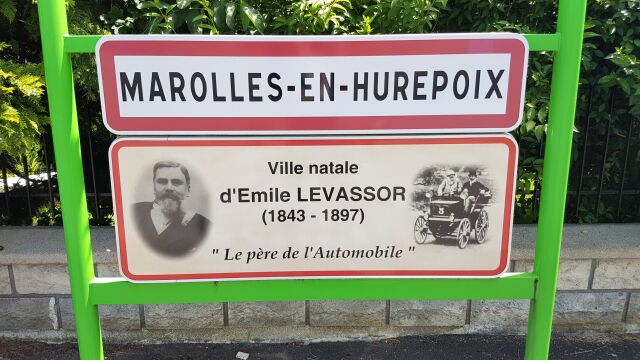 MAROLLES-EN-HUREPOIX
Ville natale
d'Emile LEVASSOR
(1843 - 1897)
" Le père de l'Automobile "